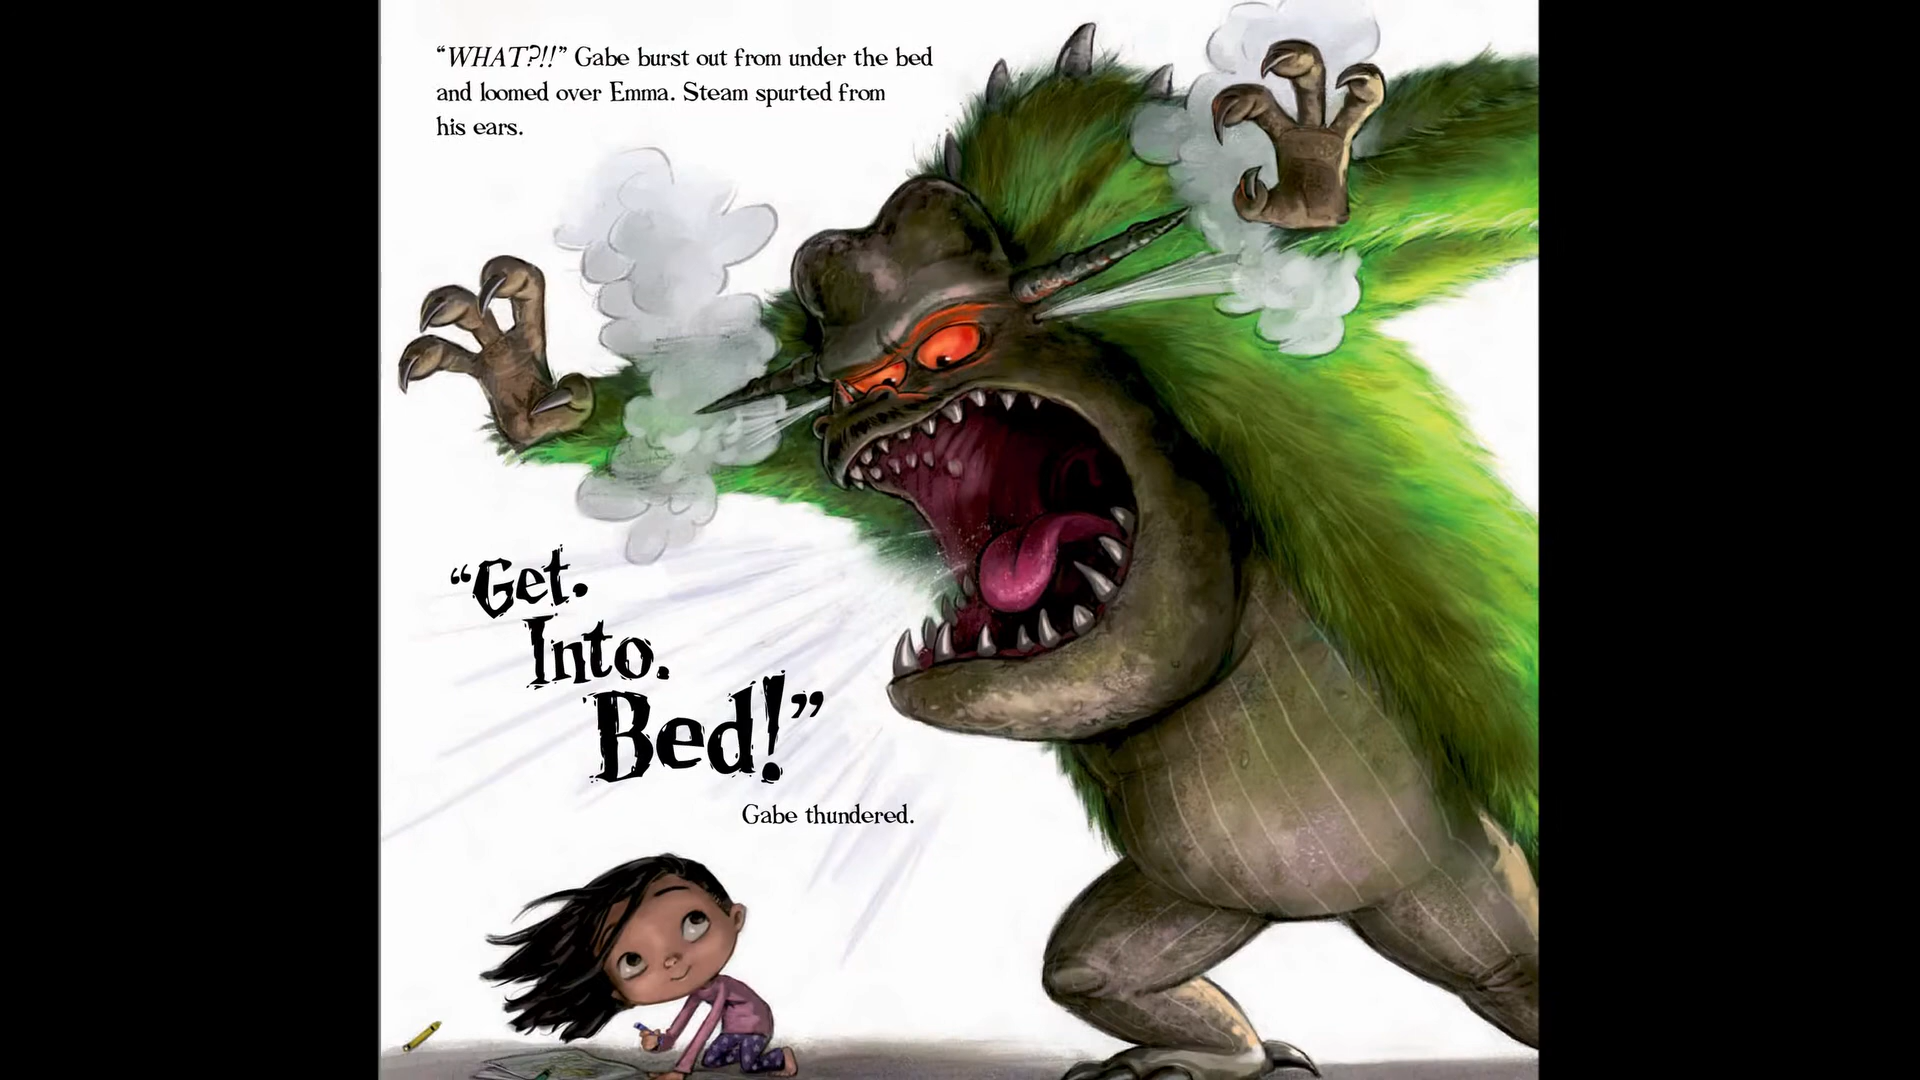 “WHAT?!!” Gabe burst out from under the bed
and loomed over Emma. Steam spurted from
his ears.
“Get.
Into.
Bed!”
Gabe thundered.